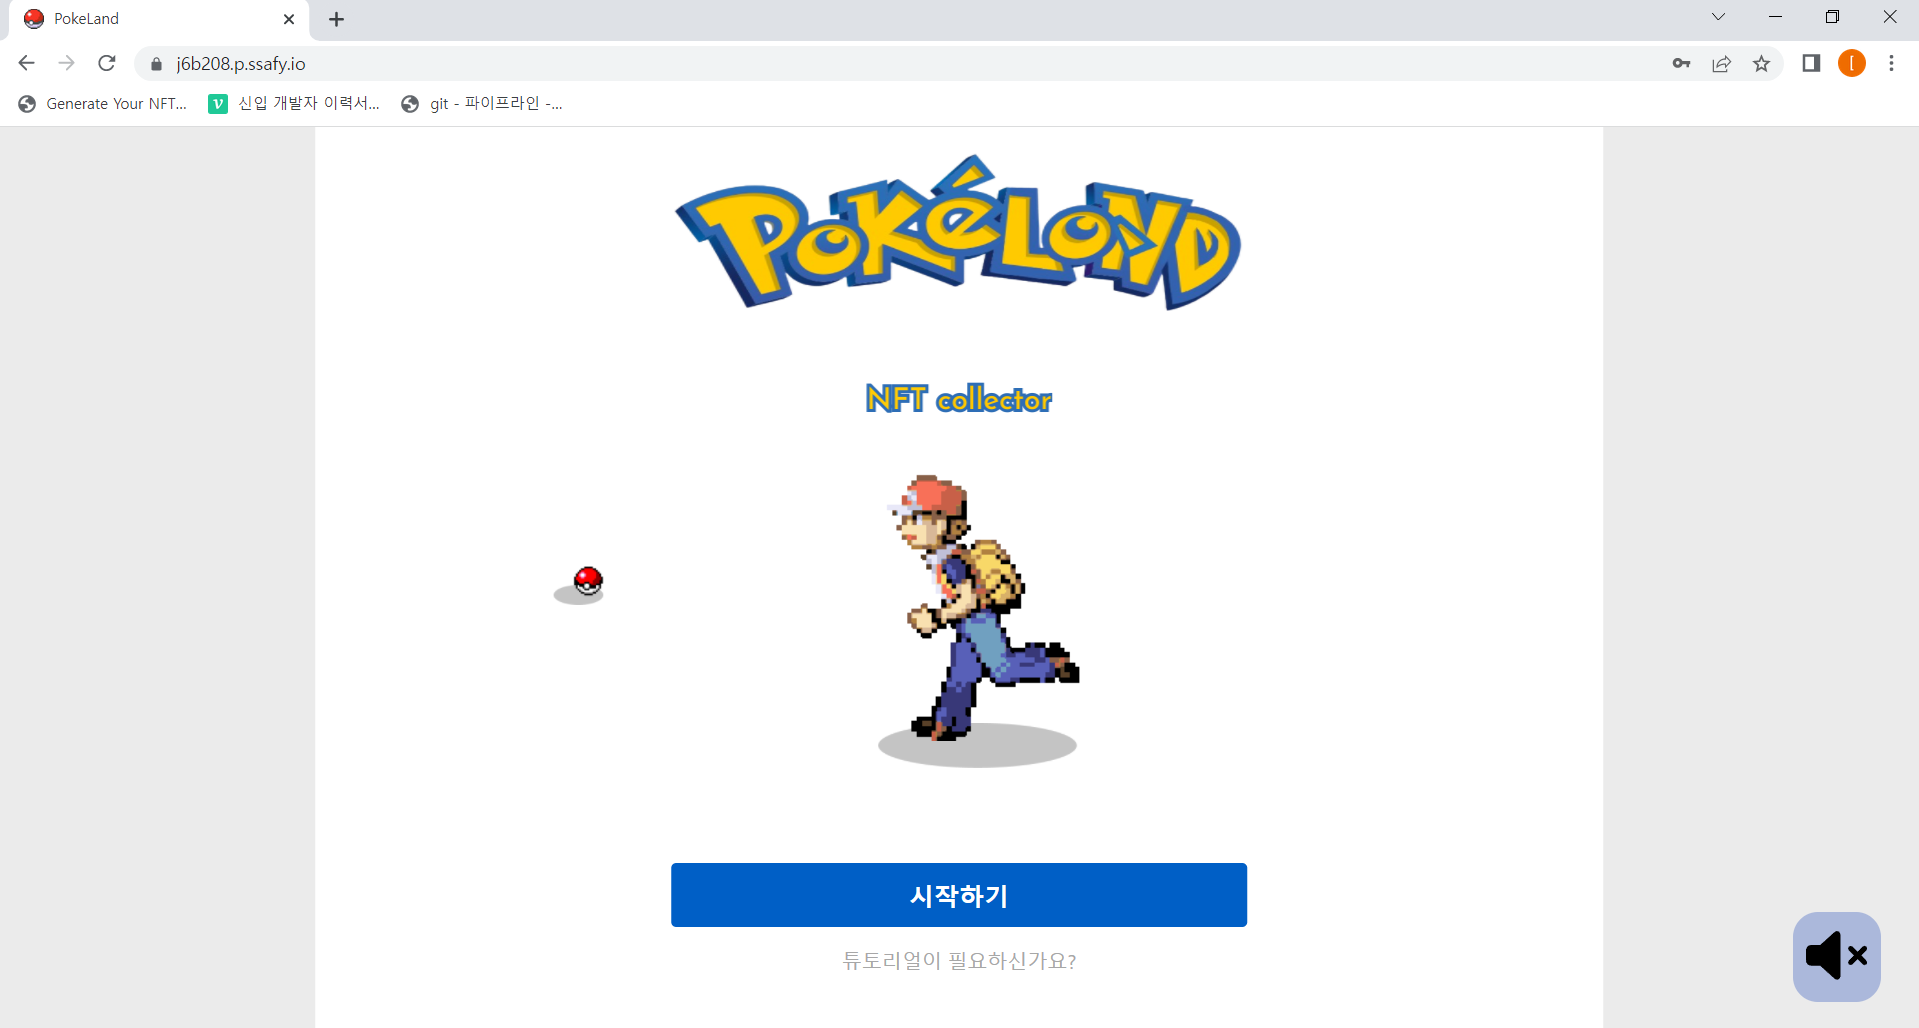 PokeLand
j6b208.p.ssafy.io
[
Generate Your NFT...
v
신입 개발자 이력서...
git - 파이프라인 -...
POKéLAND
NFT collector
시작하기
튜토리얼이 필요하신가요?